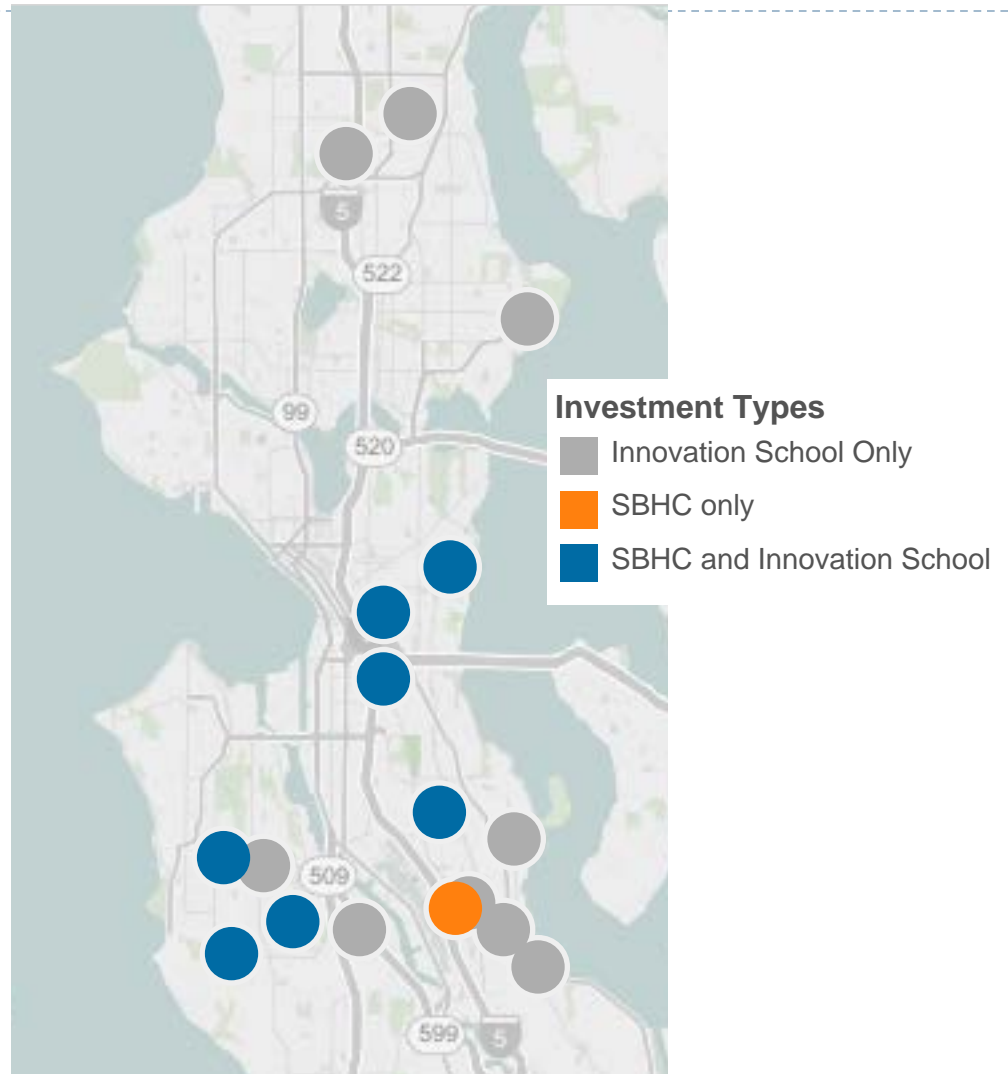 5
522
99
520
Investment Types
Innovation School Only
SBHC only
SBHC and Innovation School
509
599
5